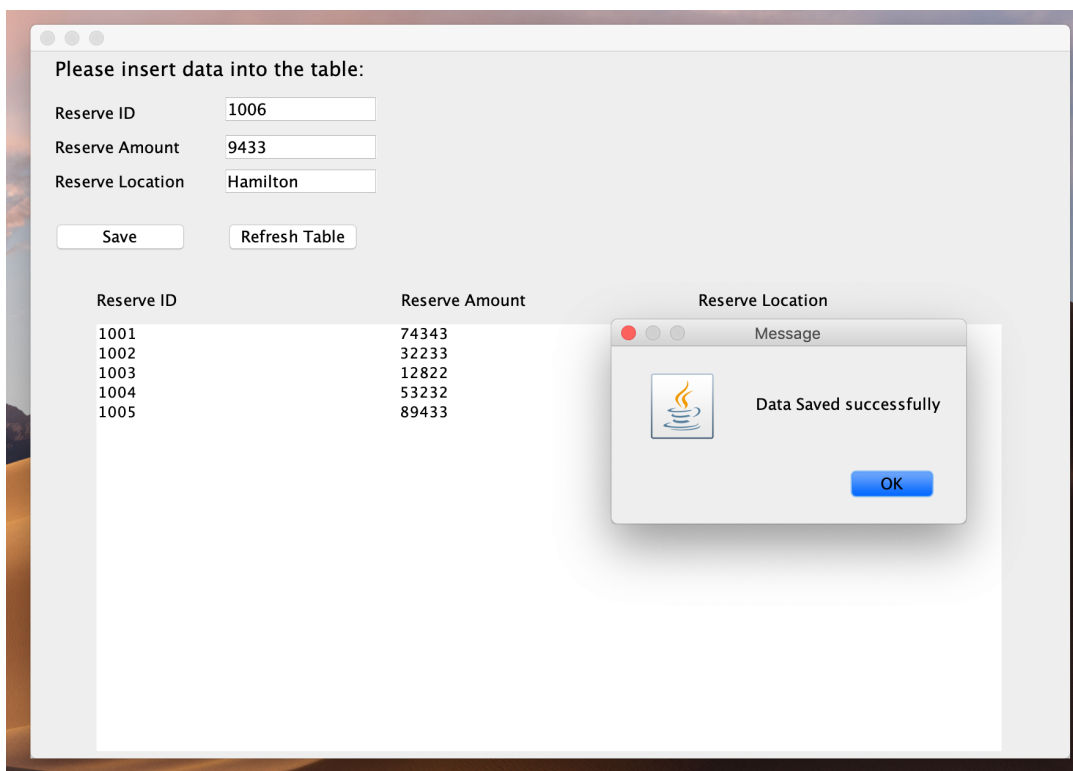 Please insert data into the table:
Reserve ID 1006
Reserve Amount 9433
Reserve Location Hamilton
Save Refresh Table
Reserve ID Reserve Amount Reserve Location
1001 74343
1002 32233
1003 12822
1004 53232
1005 89433
Message
Data Saved successfully
OK